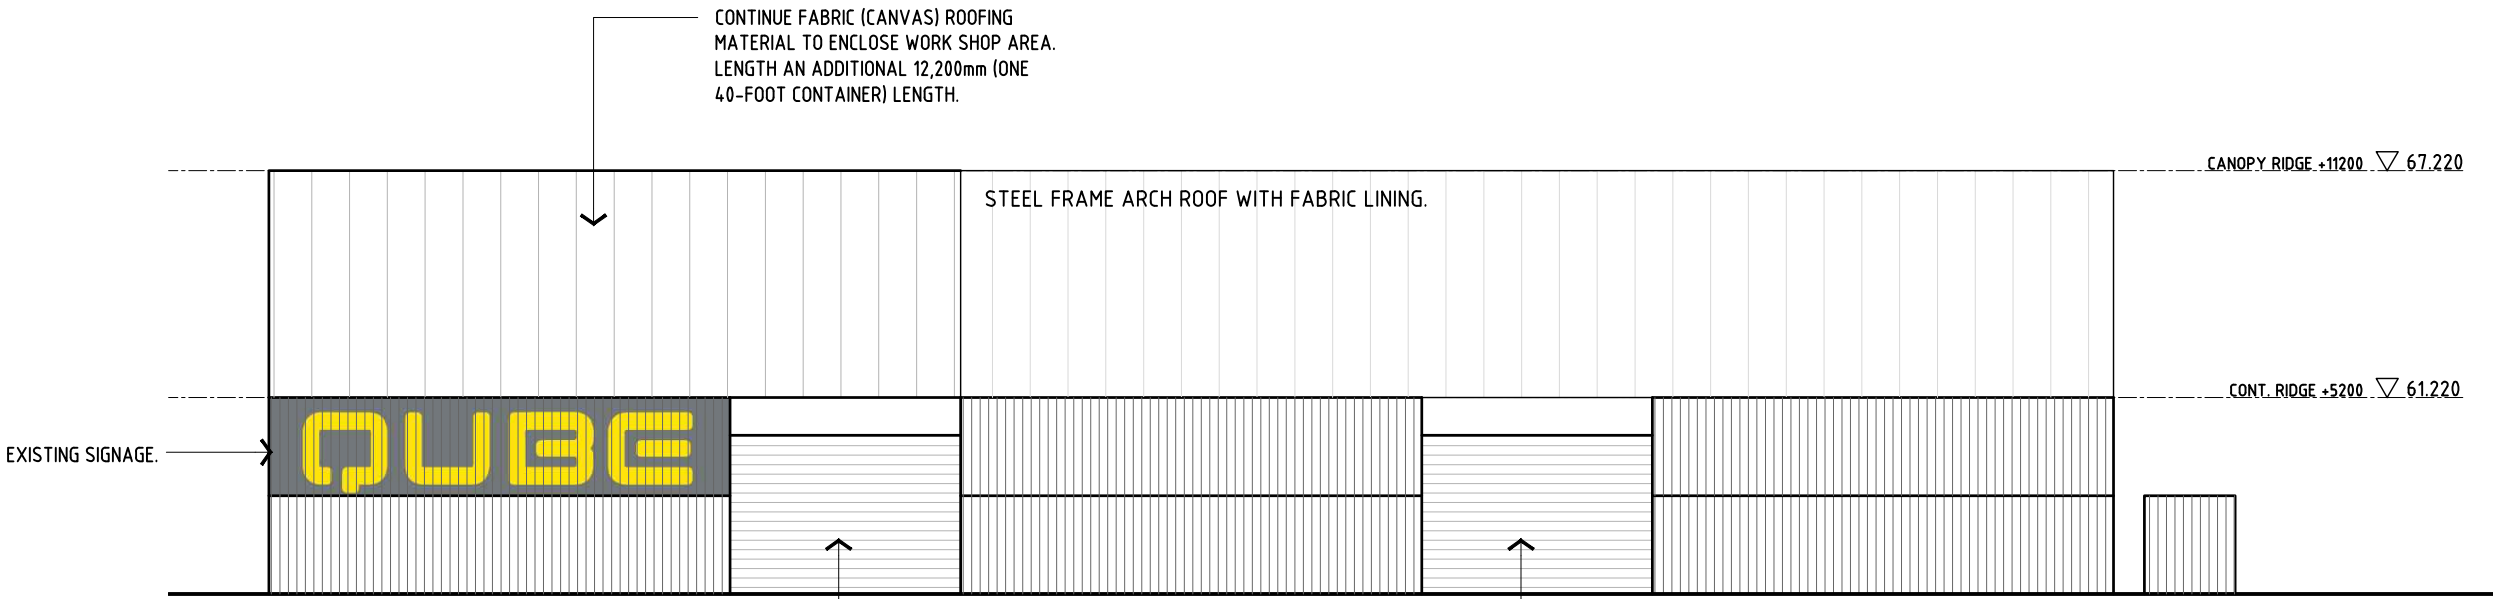 CONTINUE FABRIC (CANVAS) ROOFING
MATERIAL TO ENCLOSE WORK SHOP AREA.
LENGTH AN ADDITIONAL 12,200mm (ONE
40-FOOT CONTAINER) LENGTH.
CANOPY RIDGE +11200 67.220
STEEL FRAME ARCH ROOF WITH FABRIC LINING.
CONT. RIDGE +5200 61.220
QUBE
EXISTING SIGNAGE.